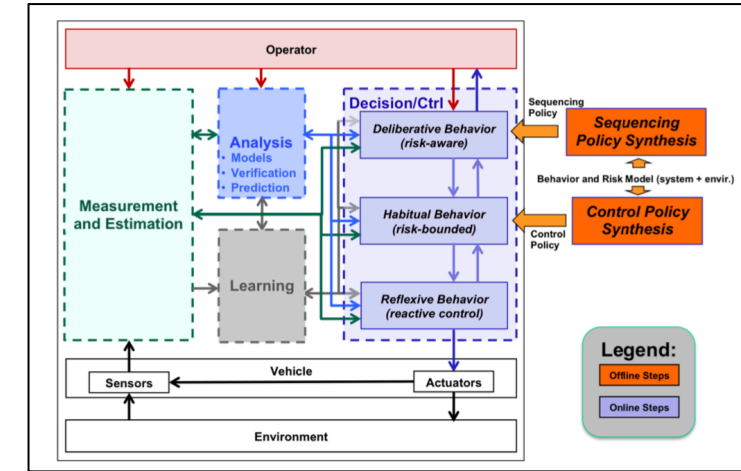 Operator
Measurement
and Estimation
Analysis
• Models
• Verification
• Prediction
Learning
Decision/Ctrl
Deliberative Behavior
(risk-aware)
Habitual Behavior
(risk-bounded)
Reflexive Behavior
(reactive control)
Sequencing
Policy
Sequencing
Policy Synthesis
Behavior and Risk Model (system + envir.)
Control
Policy
Control Policy
Synthesis
Vehicle
Sensors
Actuators
Environment
Legend:
Offline Steps
Online Steps